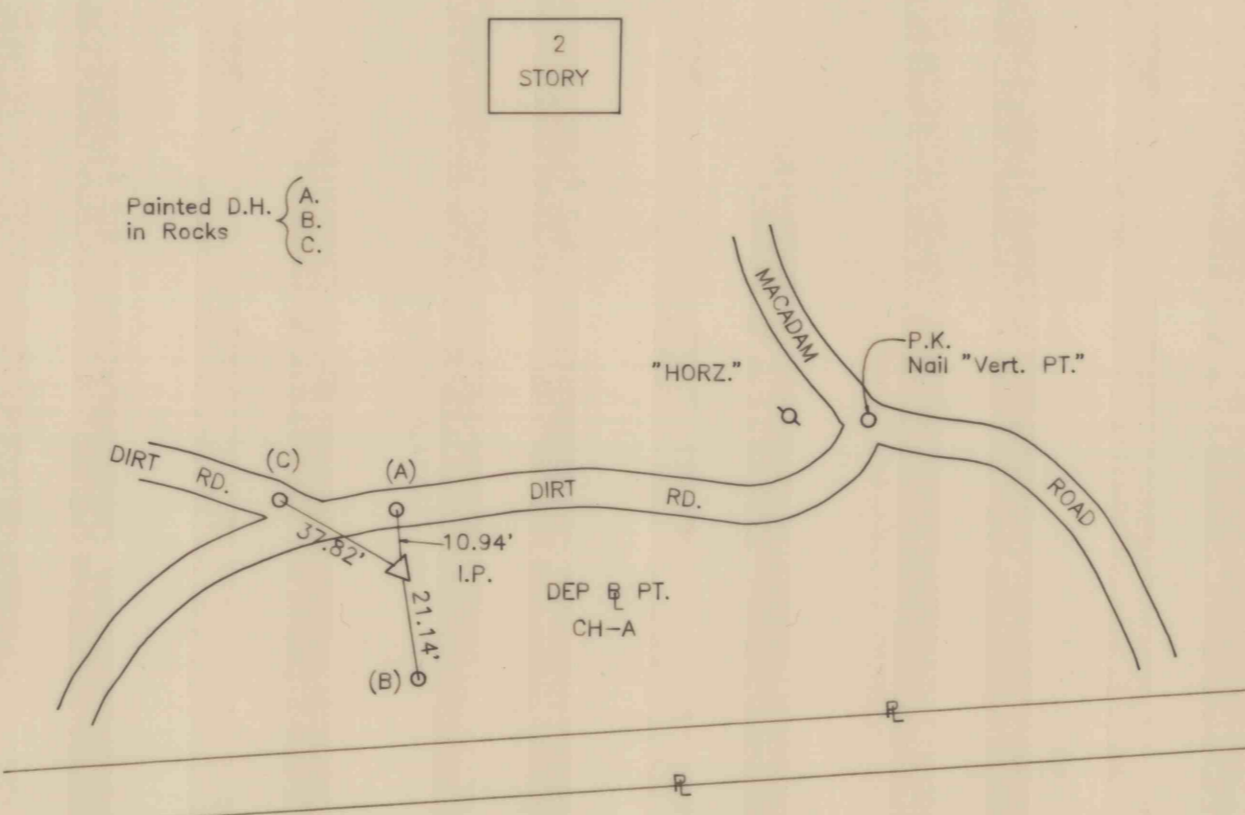 2
STORY
Painted D.H.
in Rocks
A.
B.
C.
MACADAM
P.K.
Nail "Vert. PT."
"HORZ."
DIRT RD.
(C)
(A)
DIRT RD.
ROAD
37.82'
10.94'
I.P.
21.14'
DEP ⅊ PT.
CH-A
(B)
⅊
⅊